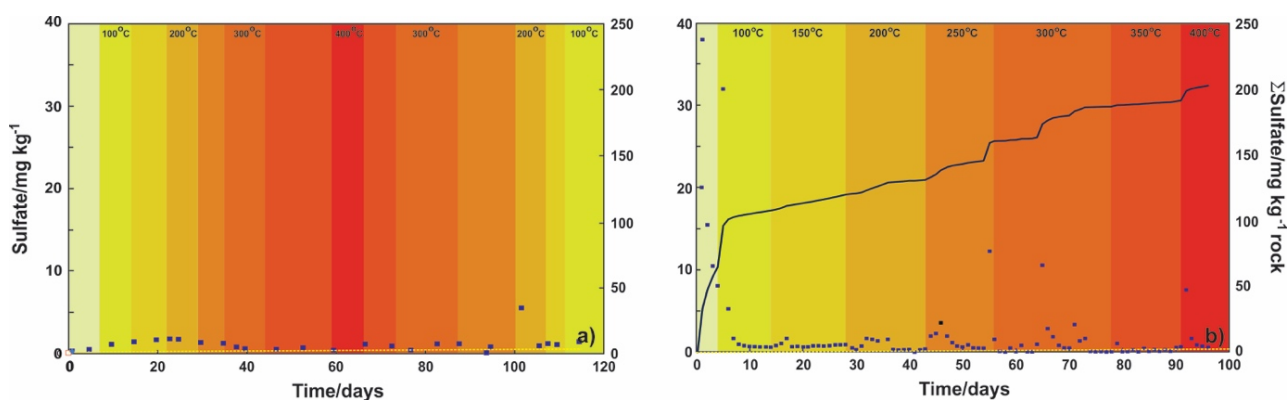 40 250
100°C 200°C 300°C 400°C 300°C 200°C 100°C
30 200
150
20
100
10
50
0 0
a)
0 20 40 60 80 100 120
Sulfate/mg kg-1
Time/days
40 250
100°C 150°C 200°C 250°C 300°C 350°C 400°C
30 200
150
20
100
10
50
0 0
b)
0 10 20 30 40 50 60 70 80 90 100
ΣSulfate/mg kg-1 rock
Time/days